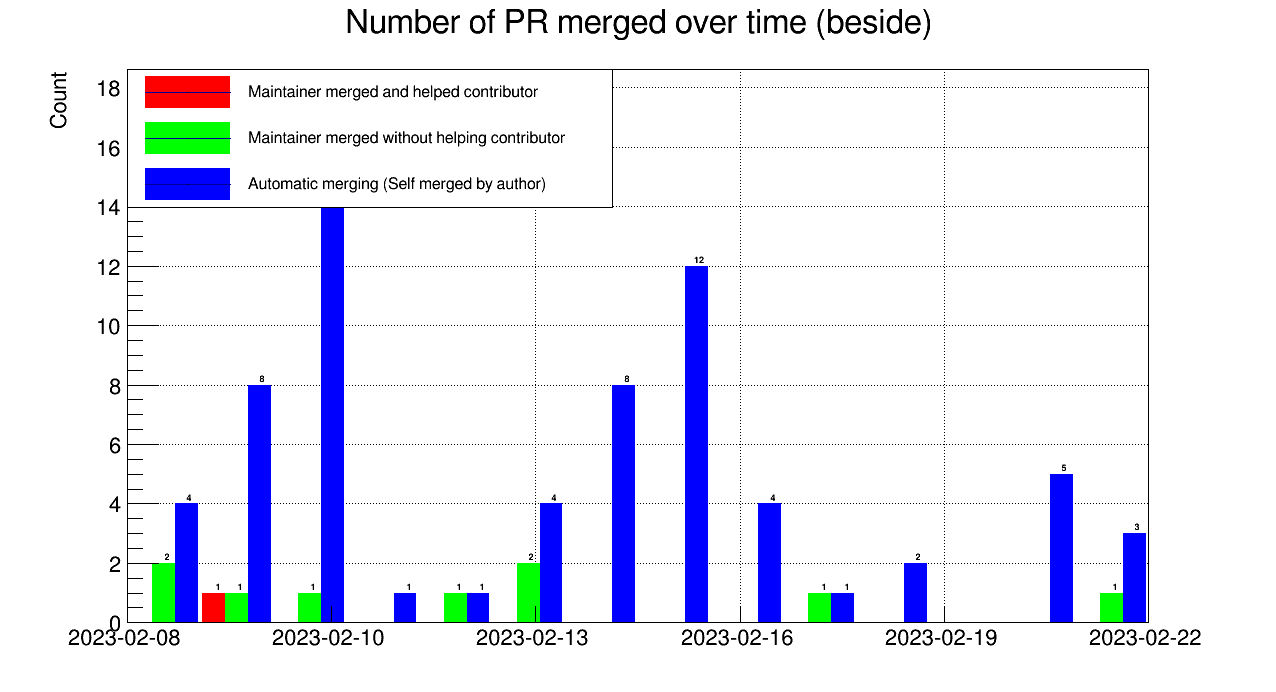 Number of PR merged over time (beside)
Count
18
16
14
12
10
8
6
4
2
0
Maintainer merged and helped contributor
Maintainer merged without helping contributor
Automatic merging (Self merged by author)
2 4 1 1 8 1 1 1 1 2 4 8 12 4 1 1 2 5 1 3
2023-02-08 2023-02-10 2023-02-13 2023-02-16 2023-02-19 2023-02-22